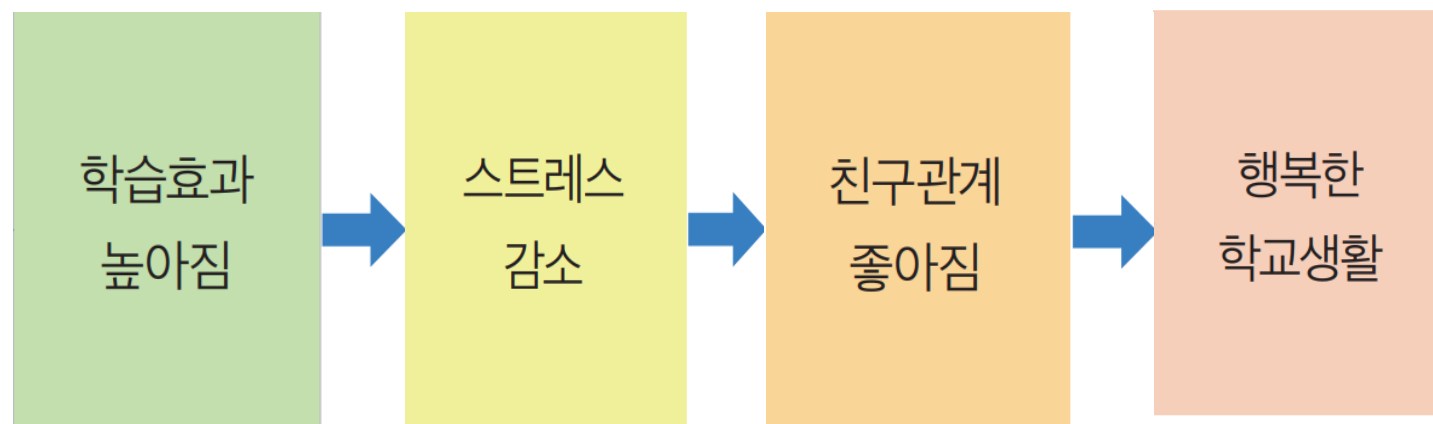 학습효과
높아짐
스트레스
감소
친구관계
좋아짐
행복한
학교생활